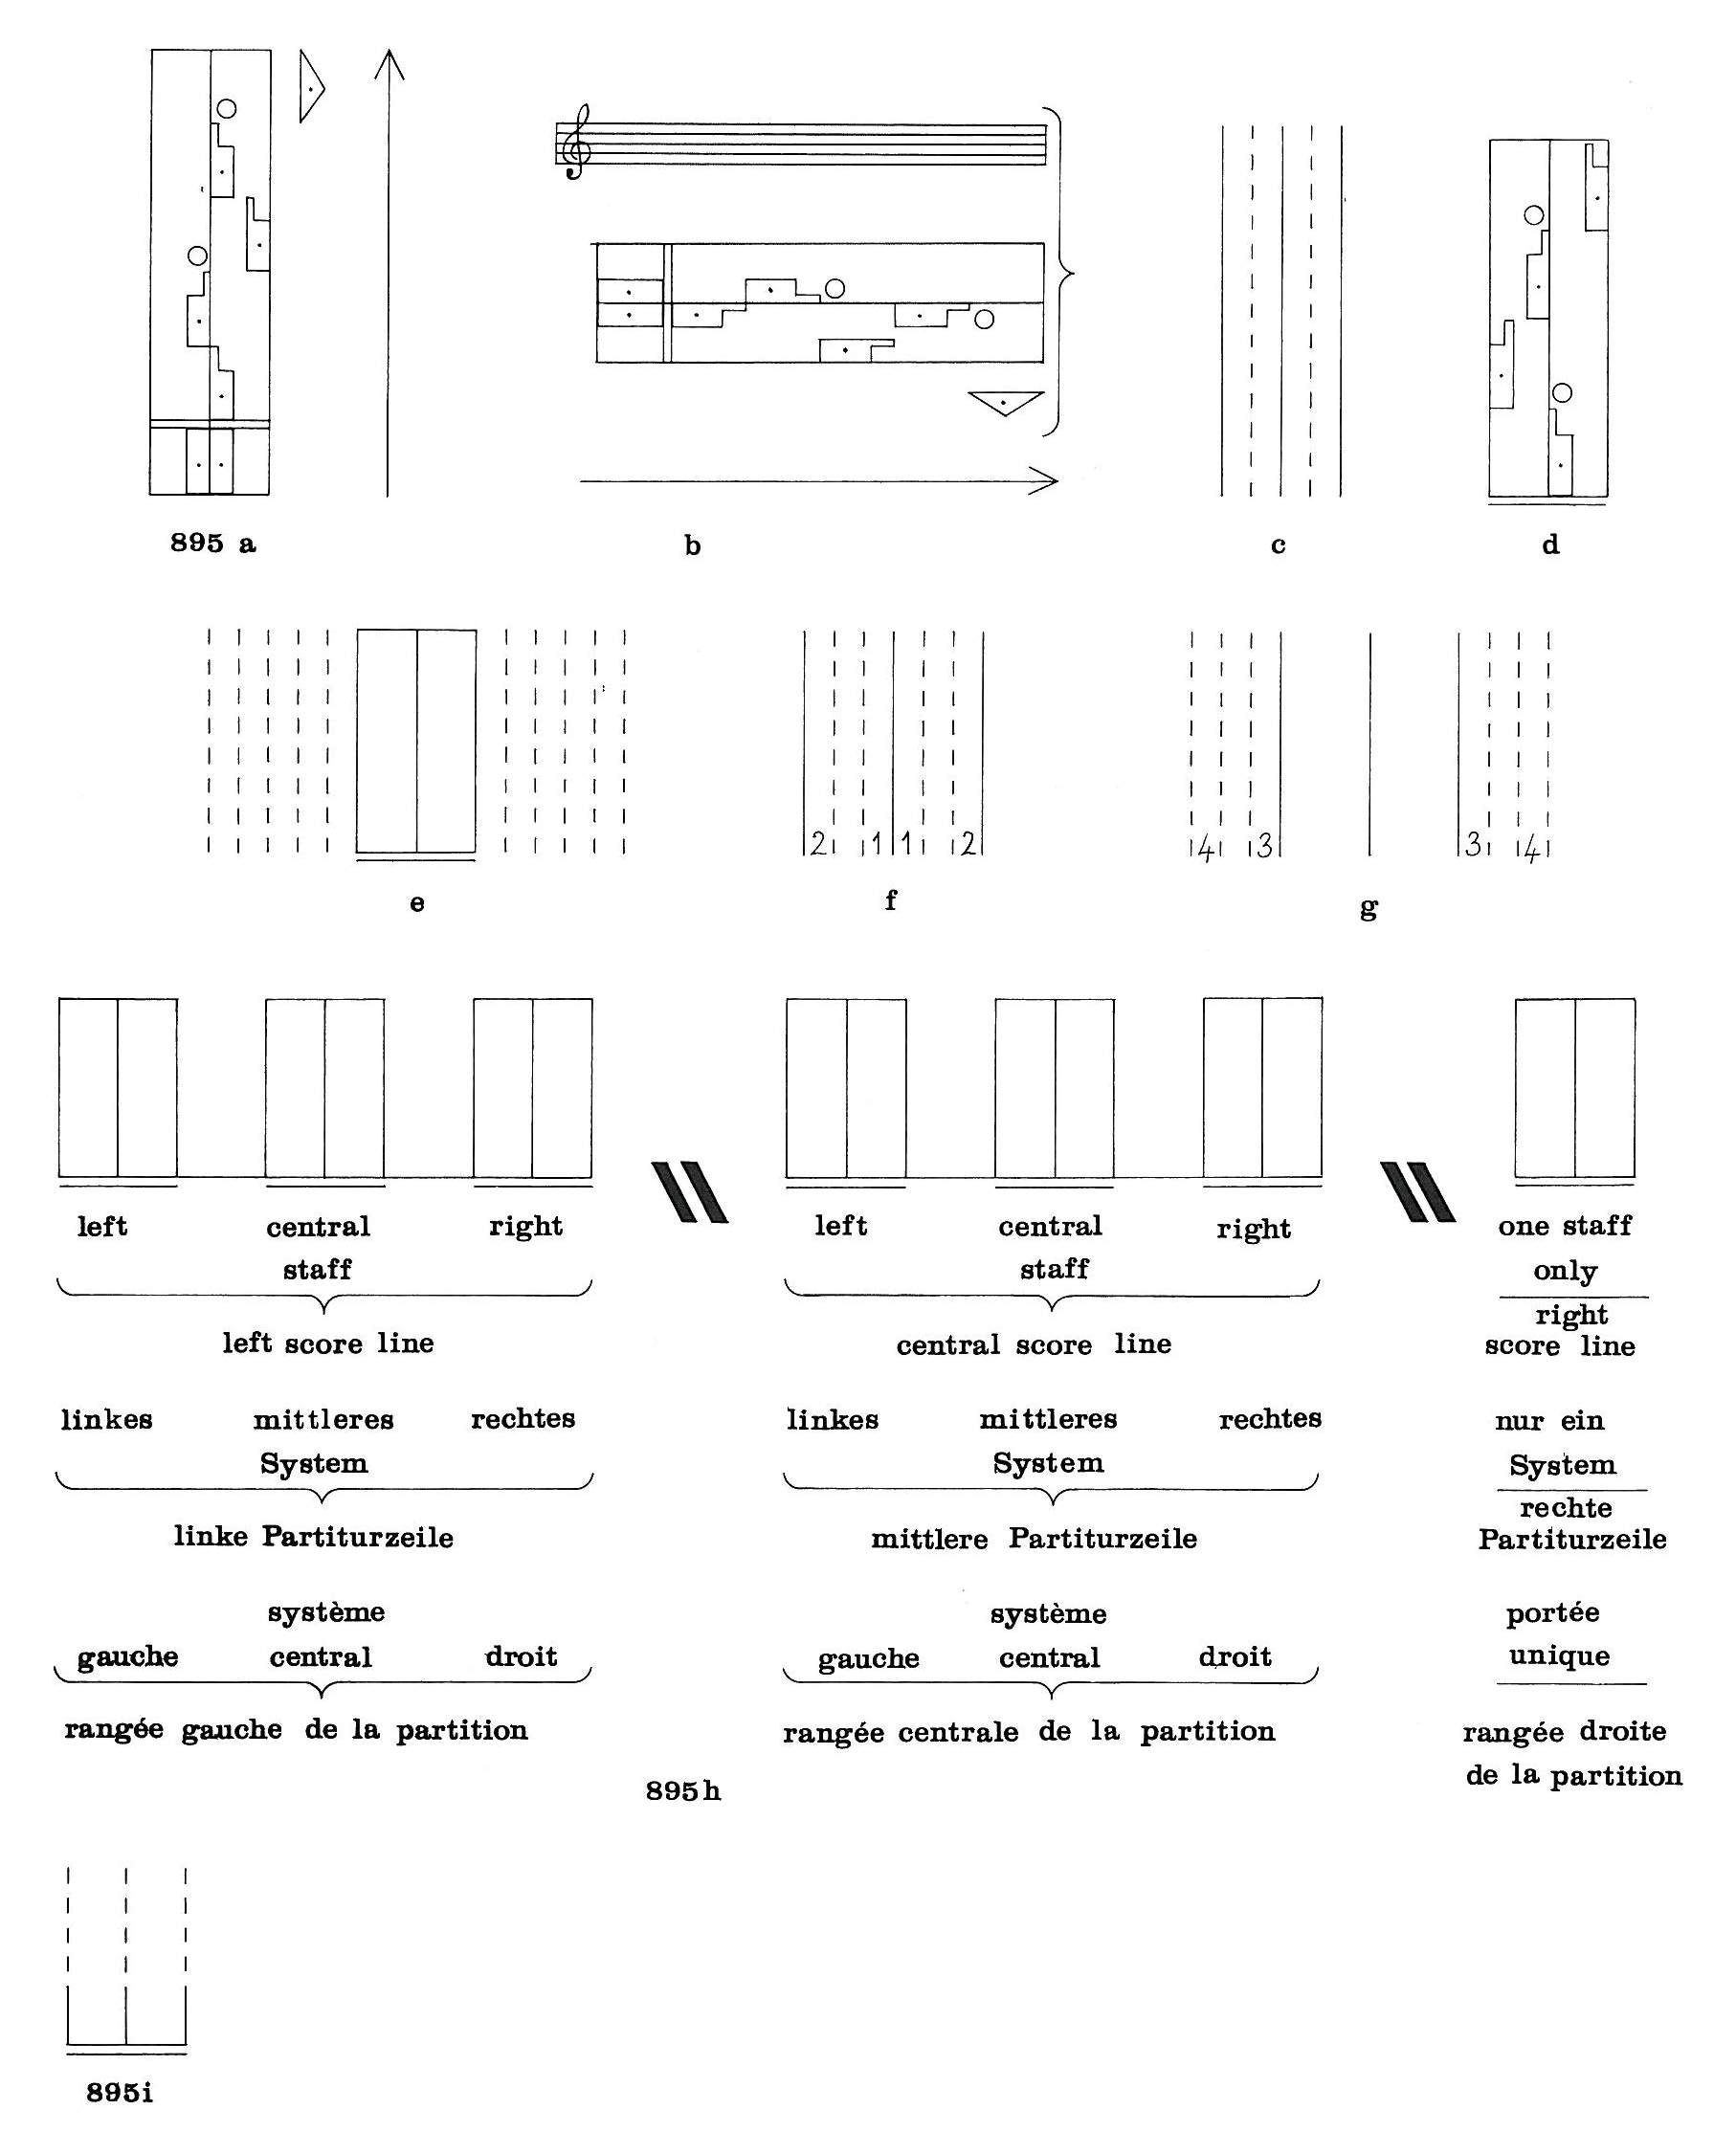 895 a
b
c
d
2 1 1 2
4 3 3 4
e
f
g
left central right
staff
left score line
left central right
staff
central score line
one staff
only
right
score line
linkes mittleres rechtes
System
linke Partiturzeile
linkes mittleres rechtes
System
mittlere Partiturzeile
nur ein
System
rechte
Partiturzeile
système
gauche central droit
rangée gauche de la partition
système
gauche central droit
rangée centrale de la partition
portée
unique
rangée droite
de la partition
895h
895i